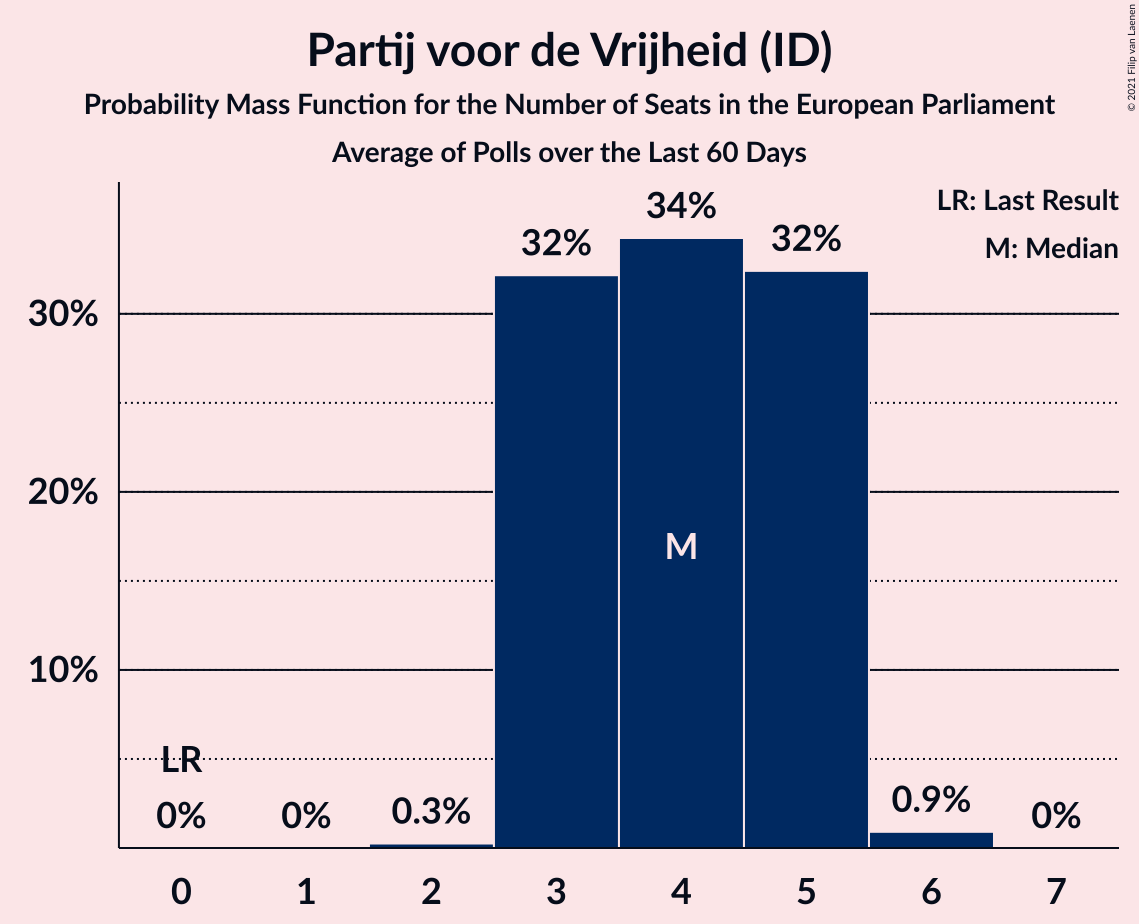 Partij voor de Vrijheid (ID)
Probability Mass Function for the Number of Seats in the European Parliament
Average of Polls over the Last 60 Days
© 2021 Filip van Laenen
LR: Last Result
M: Median
34%
32%
32%
30%
20%
M
10%
LR
0%
0%
0.3%
0.9%
0%
0 1 2 3 4 5 6 7